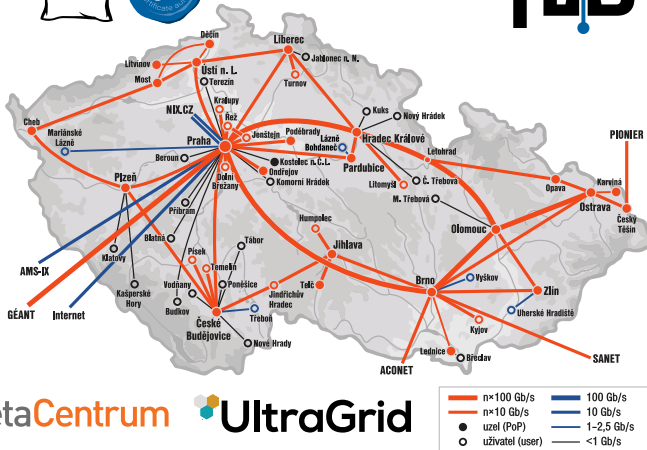 certificate aut
Děčín
Liberec
Jablonec n. N.
Litvínov
Ústí n. L.
Most
Terezín
Turnov
Kralupy
Kuks
NIX.CZ
Řež
Nový Hrádek
Cheb
PIONIER
Mariánské
Lázně
Jenštejn
Poděbrady
Hradec Králové
Praha
Lázně
Bohdaneč
Letohrad
Beroun
Kostelec n.Č.L.
Pardubice
Ondřejov
Plzeň
Dolní
Břežany
Komorní Hrádek
Litomyšl
Č. Třebová
Opava
Karviná
M. Třebová
Ostrava
Příbram
Český
Těšín
Humpolec
Olomouc
Blatná
Tábor
Klatovy
Písek
Jihlava
AMS-IX
Temelín
Vyškov
Vodňany
Poněšice
Telč
Brno
Kašperské
Hory
Jindřichův
Hradec
Zlín
GÉANT
Internet
Budkov
Třeboň
Uherské Hradiště
České
Budějovice
Kyjov
Nové Hrady
Lednice
Břeclav
SANET
ACONET
etaCentrum
UltraGrid
n×100 Gb/s
100 Gb/s
n×10 Gb/s
10 Gb/s
uzel (PoP)
1–2,5 Gb/s
uživatel (user)
<1 Gb/s